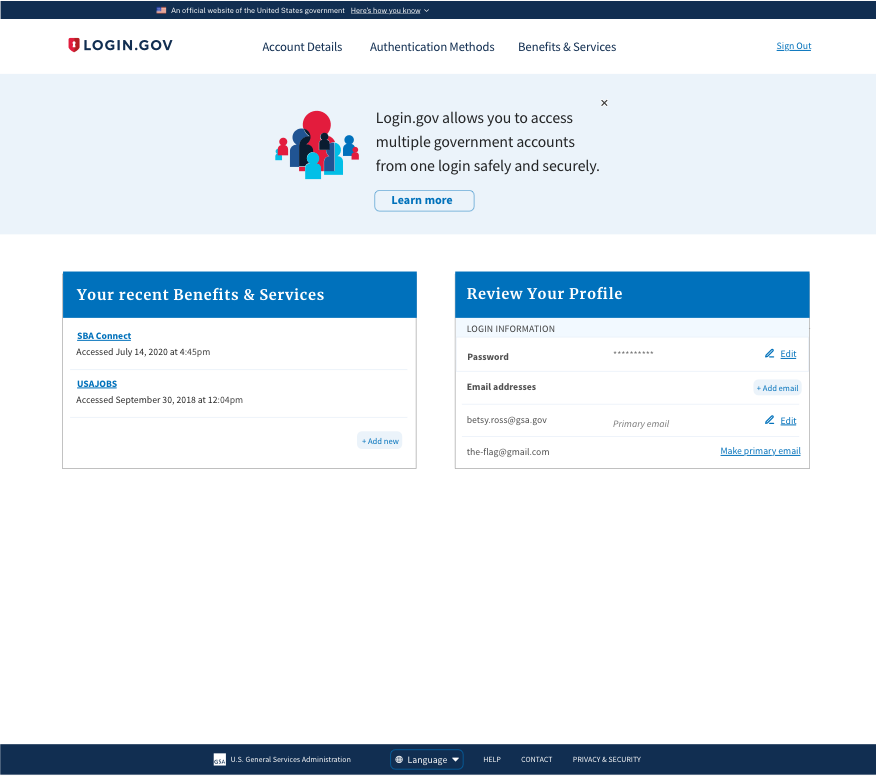 An official website of the United States government Here's how you know
LOGIN.GOV
Account Details
Authentication Methods
Benefits & Services
Sign Out
Login.gov allows you to access
multiple government accounts
from one login safely and securely.
Learn more
Your recent Benefits & Services
SBA Connect
Accessed July 14, 2020 at 4:45pm
USAJOBS
Accessed September 30, 2018 at 12:04pm
+ Add new
Review Your Profile
LOGIN INFORMATION
Password ********** Edit
Email addresses + Add email
betsy.ross@gsa.gov Primary email Edit
the-flag@gmail.com Make primary email
GSA U.S. General Services Administration
Language
HELP
CONTACT
PRIVACY & SECURITY